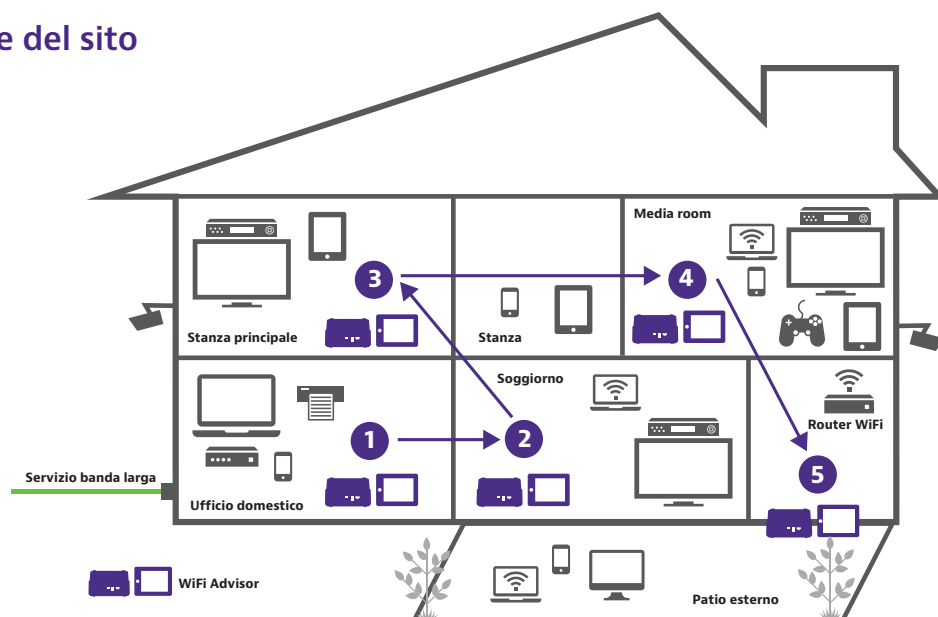 e del sito
Media room
3
4
Stanza principale
Stanza
Soggiorno
1
2
Router WiFi
5
Servizio banda larga
Ufficio domestico
WiFi Advisor
Patio esterno